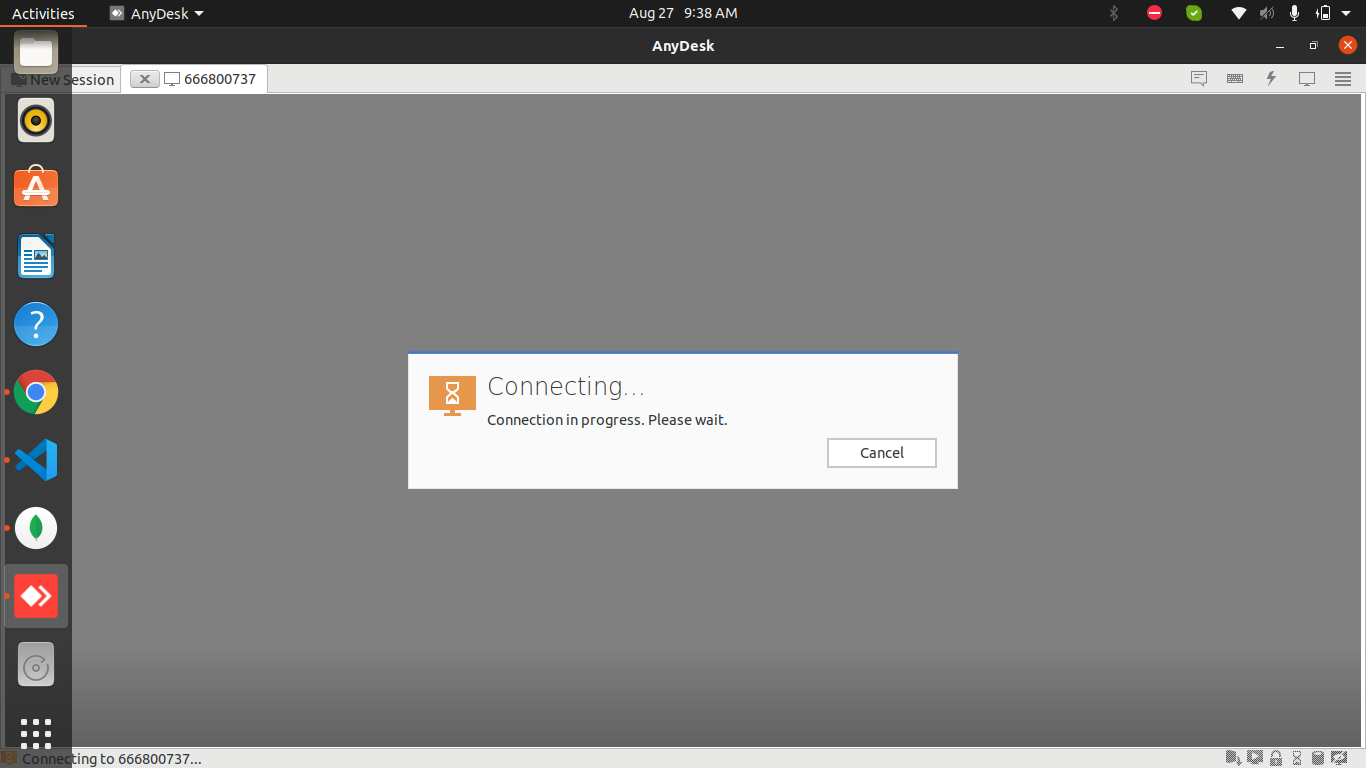 Activities AnyDesk Aug 27 9:38 AM
AnyDesk
New Session 666800737
Connecting...
Connection in progress. Please wait.
Cancel
Connecting to 666800737...